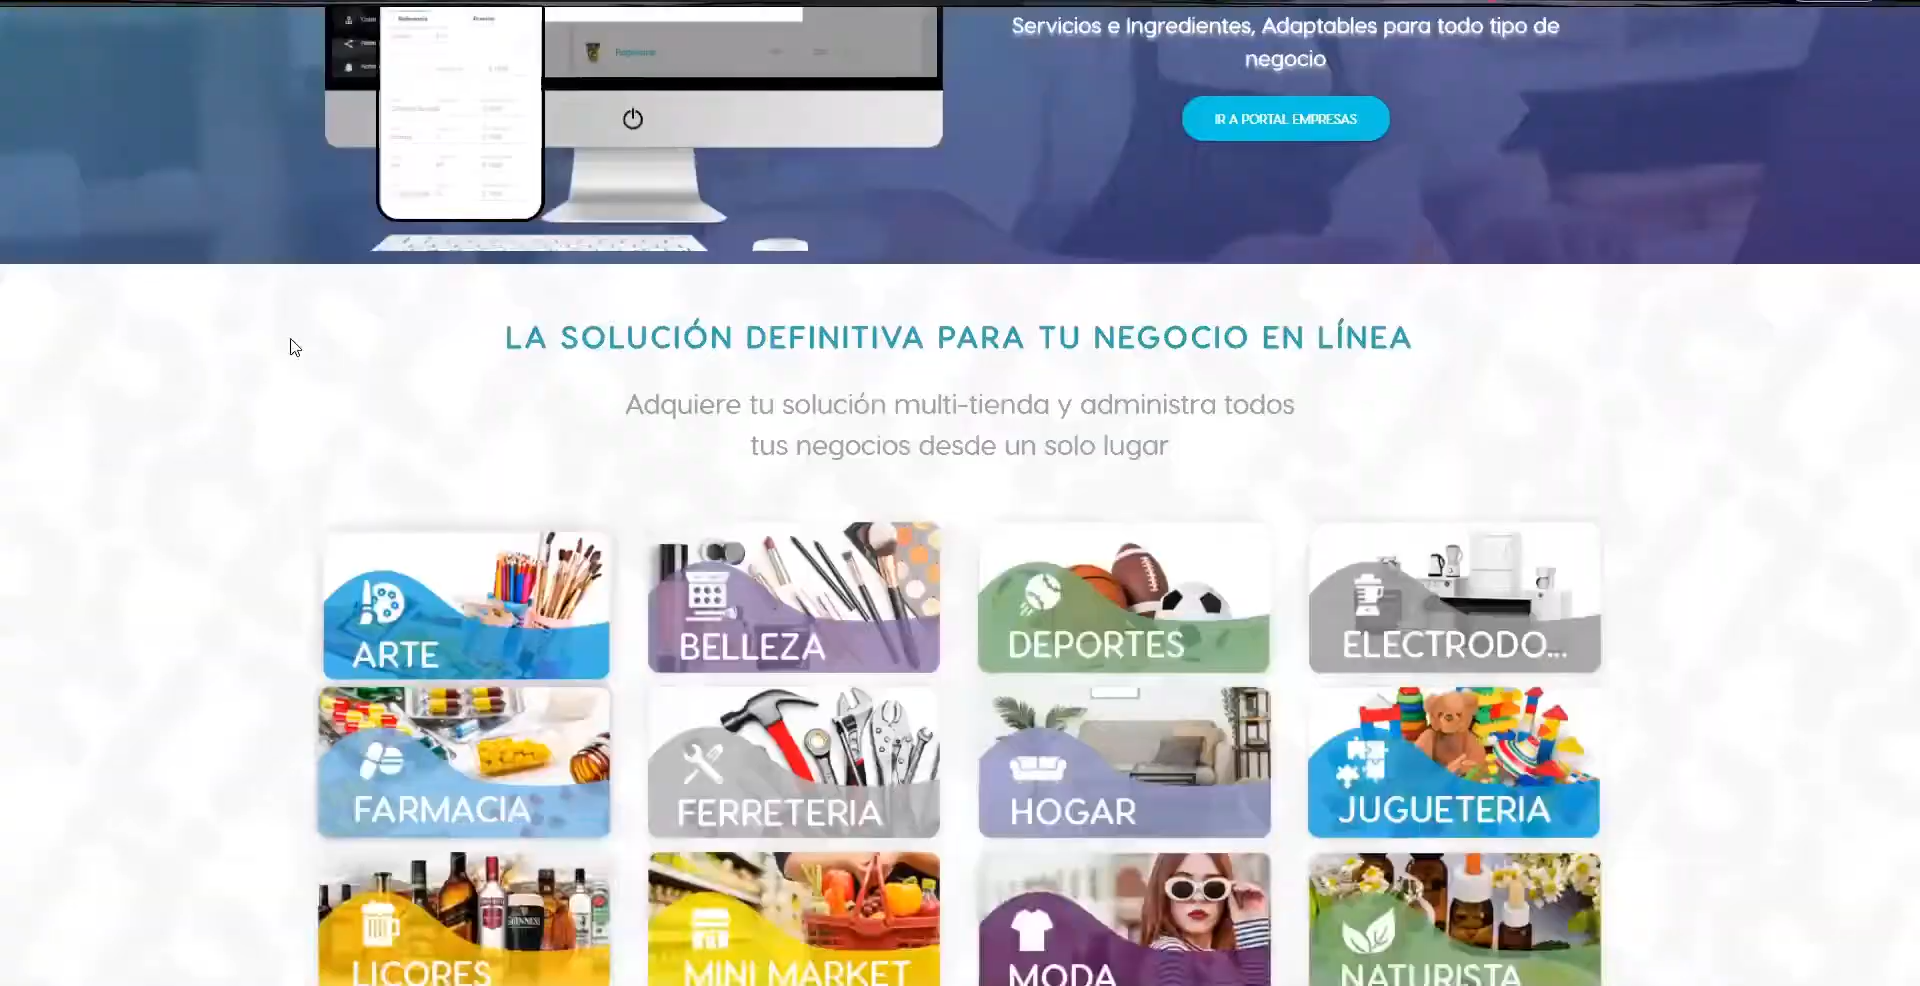 Servicios e Ingredientes, Adaptables para todo tipo de
negocio
IR A PORTAL EMPRESAS
LA SOLUCIÓN DEFINITIVA PARA TU NEGOCIO EN LÍNEA
Adquiere tu solución multi-tienda y administra todos
tus negocios desde un solo lugar
ARTE
BELLEZA
DEPORTES
ELECTRODO...
FARMACIA
FERRETERIA
HOGAR
JUGUETERIA
GUINNESS
LICORES
MINI MARKET
MODA
NATURISTA